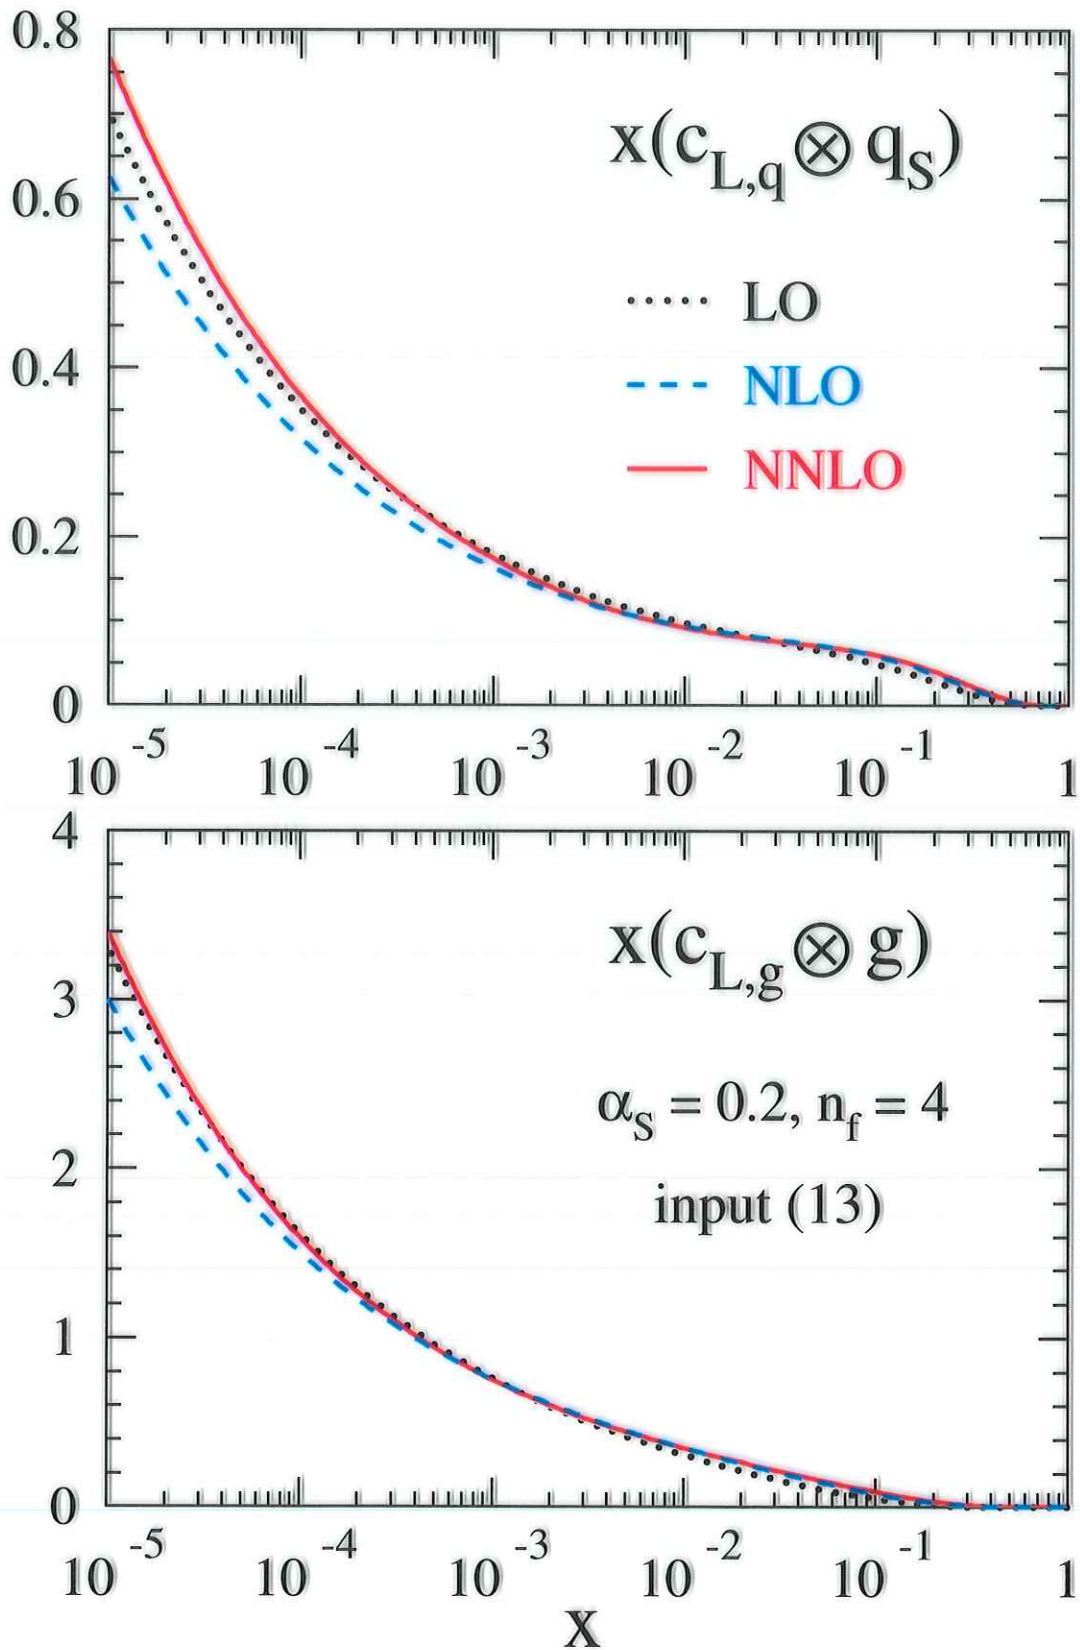 0.8
x(c_{L,q} ⊗ q_S)
0.6
LO
0.4
NLO
NNLO
0.2
0
10^{-5} 10^{-4} 10^{-3} 10^{-2} 10^{-1} 1
4
x(c_{L,g} ⊗ g)
3
α_S = 0.2, n_f = 4
2
input (13)
1
0
10^{-5} 10^{-4} 10^{-3} 10^{-2} 10^{-1} 1
x